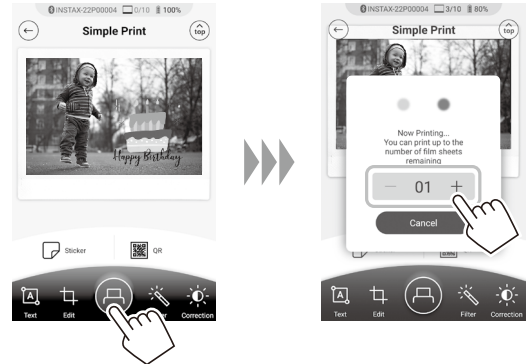 INSTAX-22P00004 0/10 100%
Simple Print
top
Happy Birthday
Sticker
QR
Text
Edit
Correction
INSTAX-22P00004 3/10 80%
Simple Print
top
Now Printing...
You can print up to the
number of film sheets
remaining
01
Cancel
Text
Edit
Filter
Correction